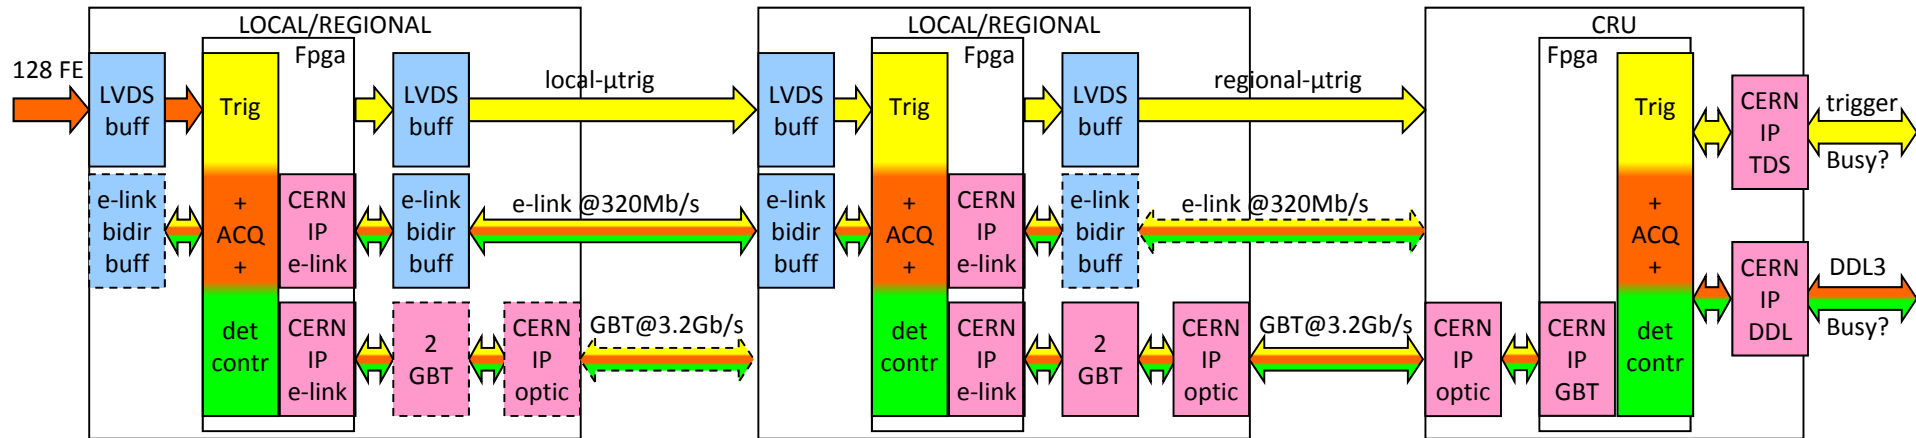 LOCAL/REGIONAL
Fpga
128 FE
LVDS
buff
Trig
LVDS
buff
local-µtrig
e-link
bidir
buff
+
ACQ
+
CERN
IP
e-link
e-link
bidir
buff
e-link @320Mb/s
det
contr
CERN
IP
e-link
2
GBT
CERN
IP
optic
GBT@3.2Gb/s
LOCAL/REGIONAL
Fpga
LVDS
buff
Trig
LVDS
buff
regional-µtrig
e-link
bidir
buff
+
ACQ
+
CERN
IP
e-link
e-link
bidir
buff
e-link @320Mb/s
det
contr
CERN
IP
e-link
2
GBT
CERN
IP
optic
GBT@3.2Gb/s
CRU
Fpga
Trig
CERN
IP
TDS
trigger
Busy?
+
ACQ
+
CERN
IP
DDL
DDL3
Busy?
CERN
IP
optic
CERN
IP
GBT
det
contr